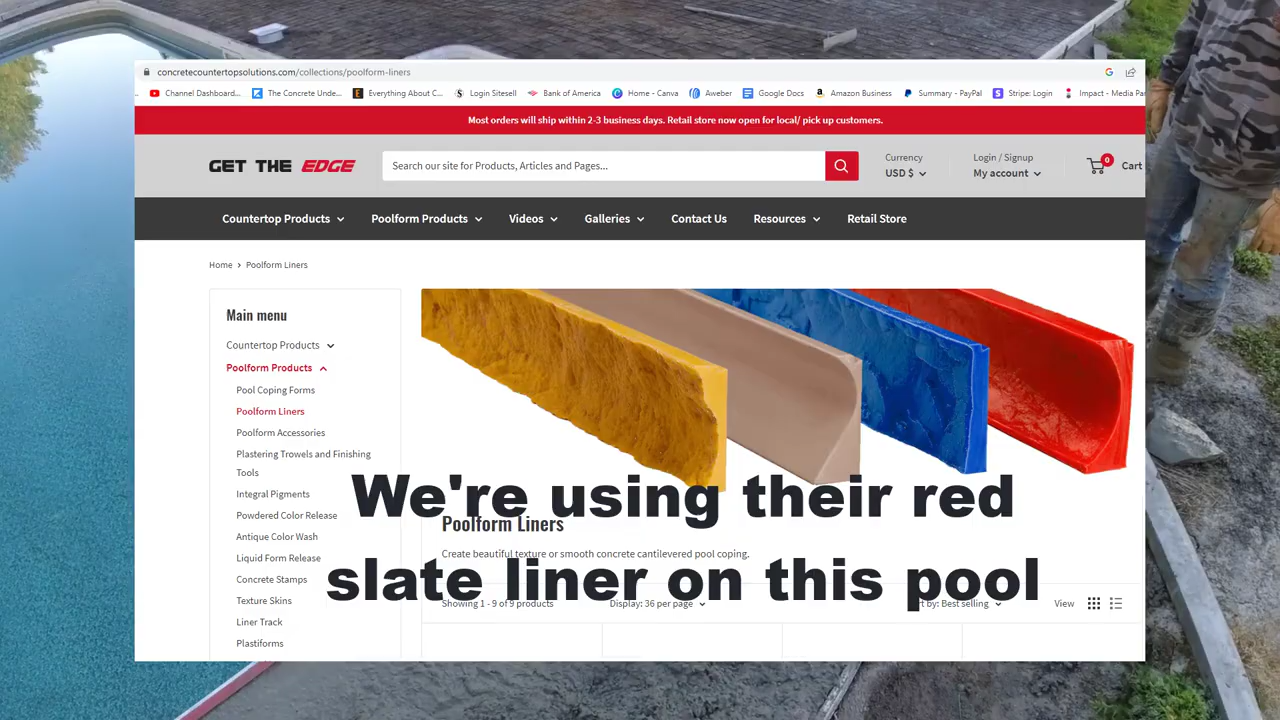 concretecountertopsolutions.com/collections/poolform-liners
Channel Dashboard... The Concrete Unde... Everything About C... Login Sitesell Bank of America Home - Canva Aweber Google Docs Amazon Business Summary - PayPal Stripe: Login Impact - Media Par
Most orders will ship within 2-3 business days. Retail store now open for local/ pick up customers.
GET THE EDGE
Search our site for Products, Articles and Pages...
Currency
USD $
Login / Signup
My account
0
Cart
Countertop Products Poolform Products Videos Galleries Contact Us Resources Retail Store
Home > Poolform Liners
Main menu
Countertop Products
Poolform Products
Pool Coping Forms
Poolform Liners
Poolform Accessories
Plastering Trowels and Finishing
Tools
Integral Pigments
Powdered Color Release
Antique Color Wash
Liquid Form Release
Concrete Stamps
Texture Skins
Liner Track
Plastiforms
We're using their red
slate liner on this pool
Poolform Liners
Create beautiful texture or smooth concrete cantilevered pool coping.
Showing 1 - 9 of 9 products
Display: 36 per page
by: Best selling
View